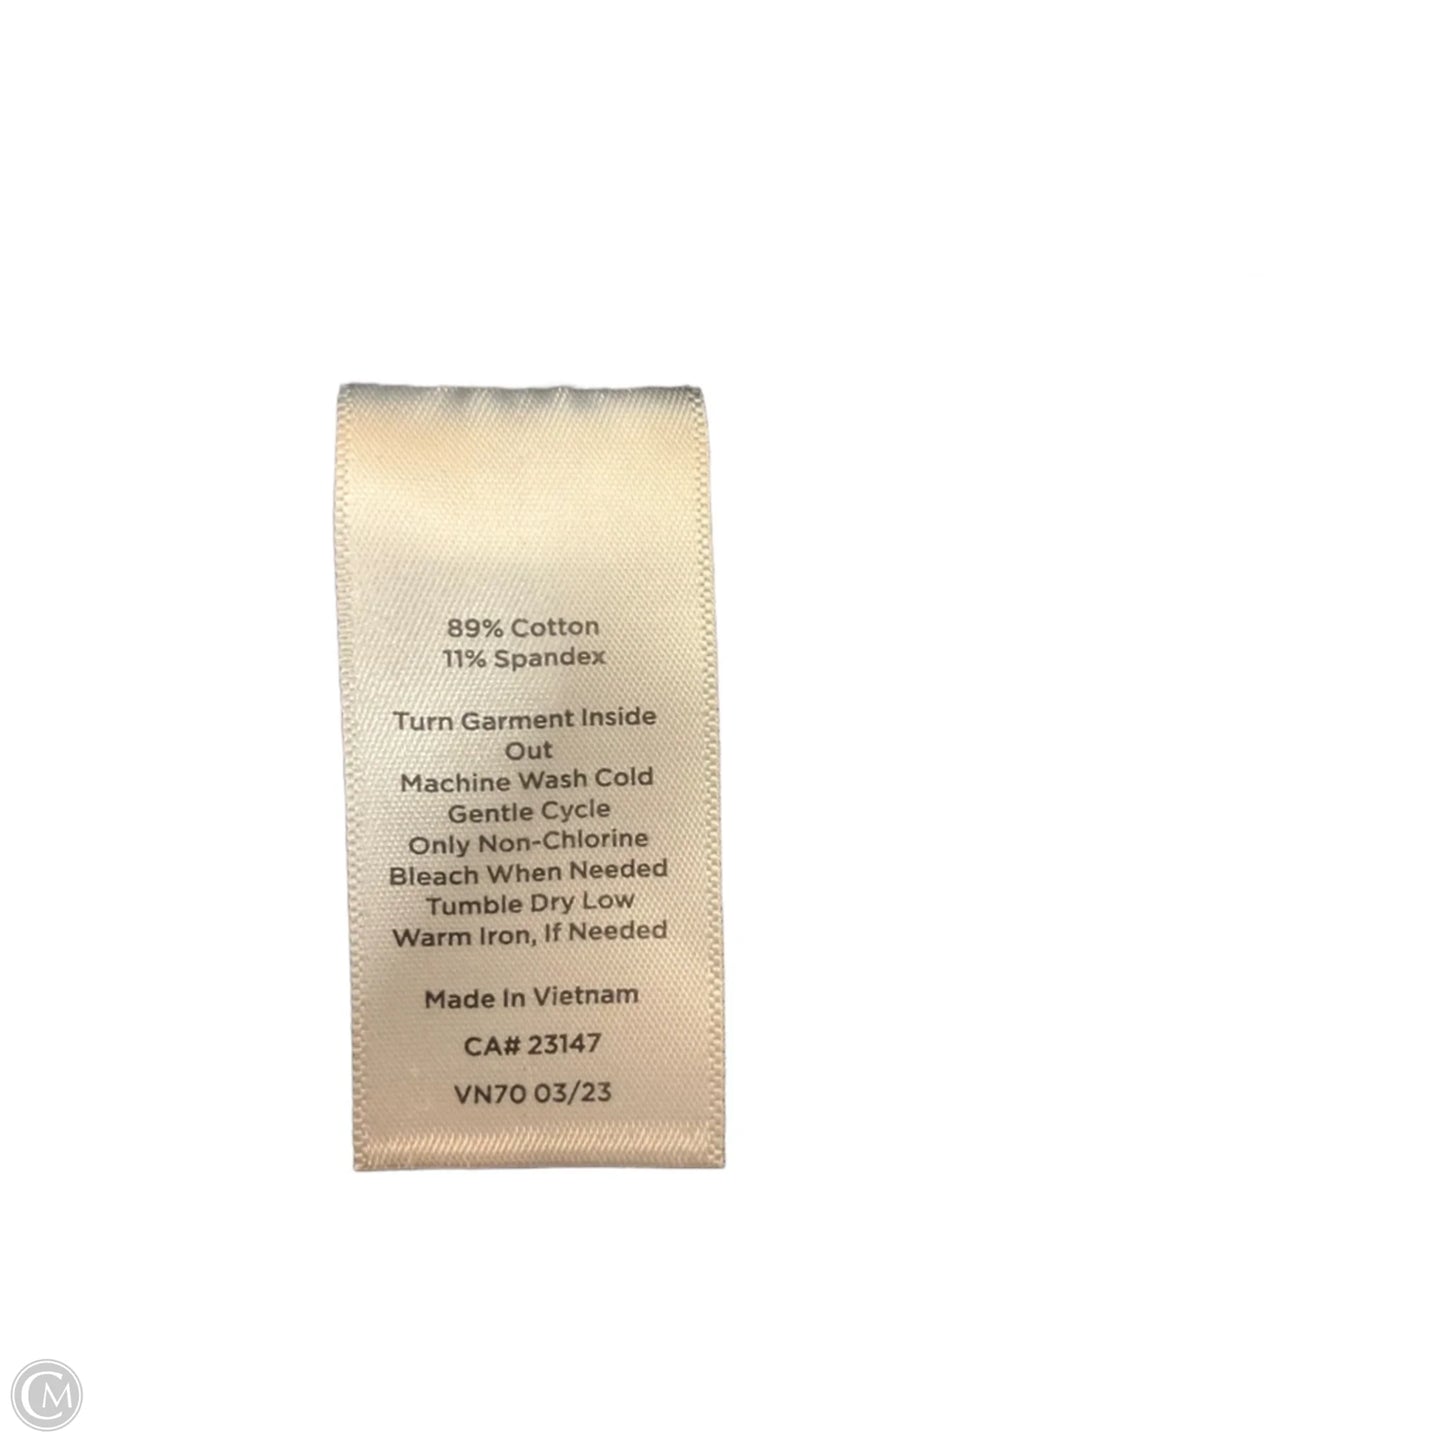 89% Cotton
11% Spandex
Turn Garment Inside
Out
Machine Wash Cold
Gentle Cycle
Only Non-Chlorine
Bleach When Needed
Tumble Dry Low
Warm Iron, If Needed
Made In Vietnam
CA# 23147
VN70 03/23
CM